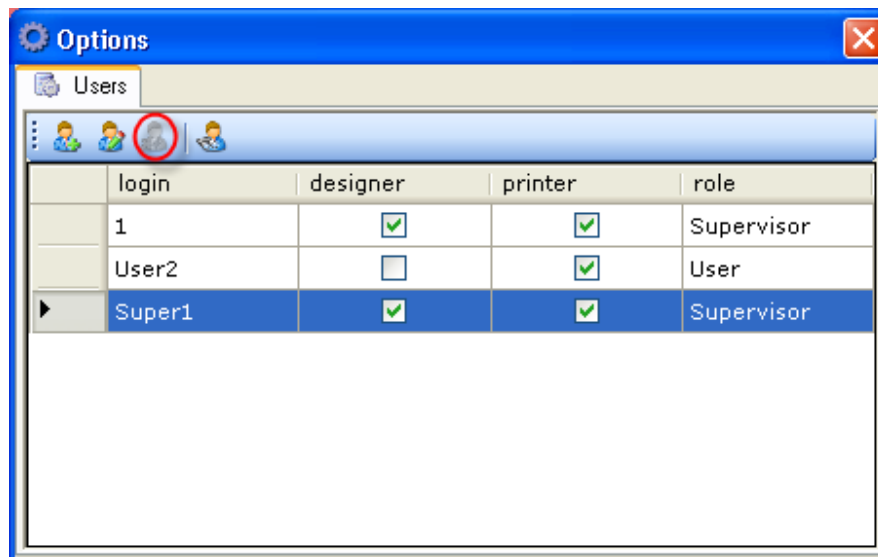 Options
Users
login designer printer role
1 Supervisor
User2 User
Super1 Supervisor